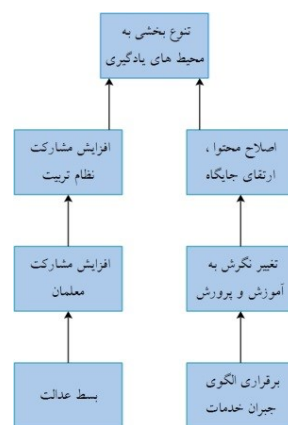 تنوع بخشی به
محیط های یادگیری
اصلاح محتوا ،
ارتقای جایگاه
افزایش مشارکت
نظام تربیت
تغییر نگرش به
آموزش و پرورش
افزایش مشارکت
معلمان
برقراری الگوی
جبران خدمات
بسط عدالت